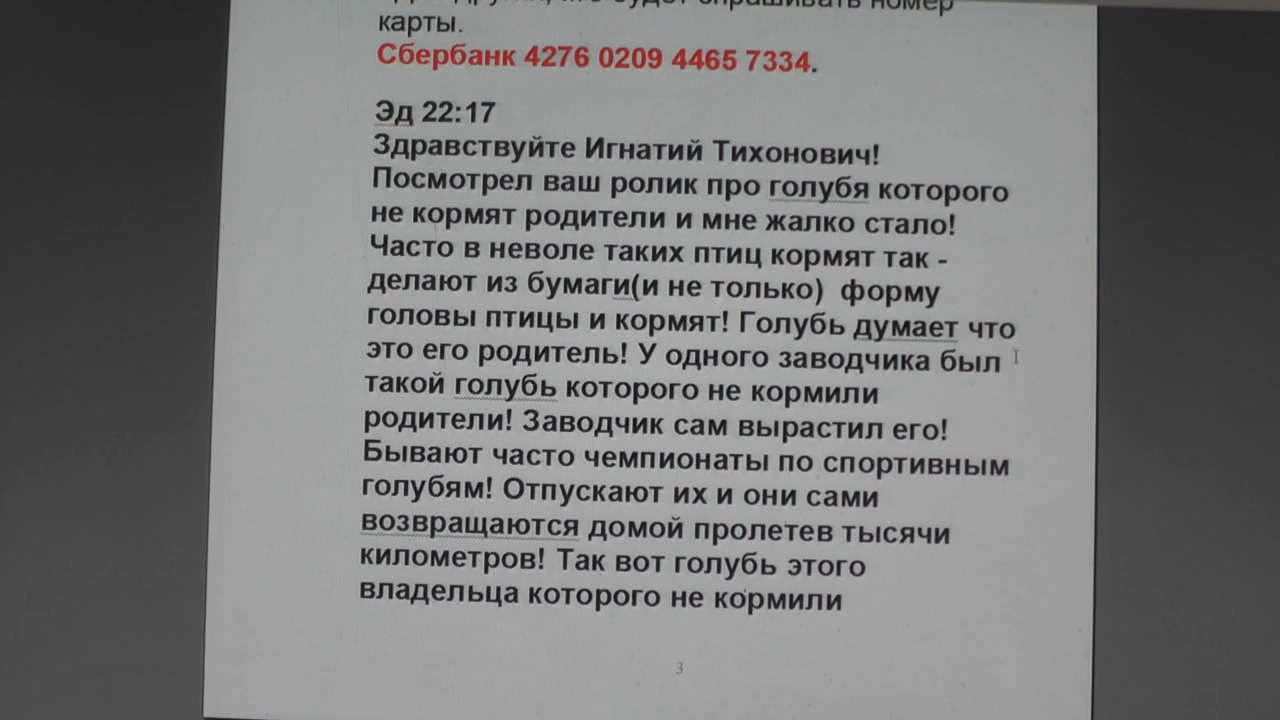 спрашивать номер
карты.
Сбербанк 4276 0209 4465 7334.
Эд 22:17
Здравствуйте Игнатий Тихонович!
Посмотрел ваш ролик про голубя которого
не кормят родители и мне жалко стало!
Часто в неволе таких птиц кормят так -
делают из бумаги(и не только) форму
головы птицы и кормят! Голубь думает что
это его родитель! У одного заводчика был
такой голубь которого не кормили
родители! Заводчик сам вырастил его!
Бывают часто чемпионаты по спортивным
голубям! Отпускают их и они сами
возвращаются домой пролетев тысячи
километров! Так вот голубь этого
владельца которого не кормили
3